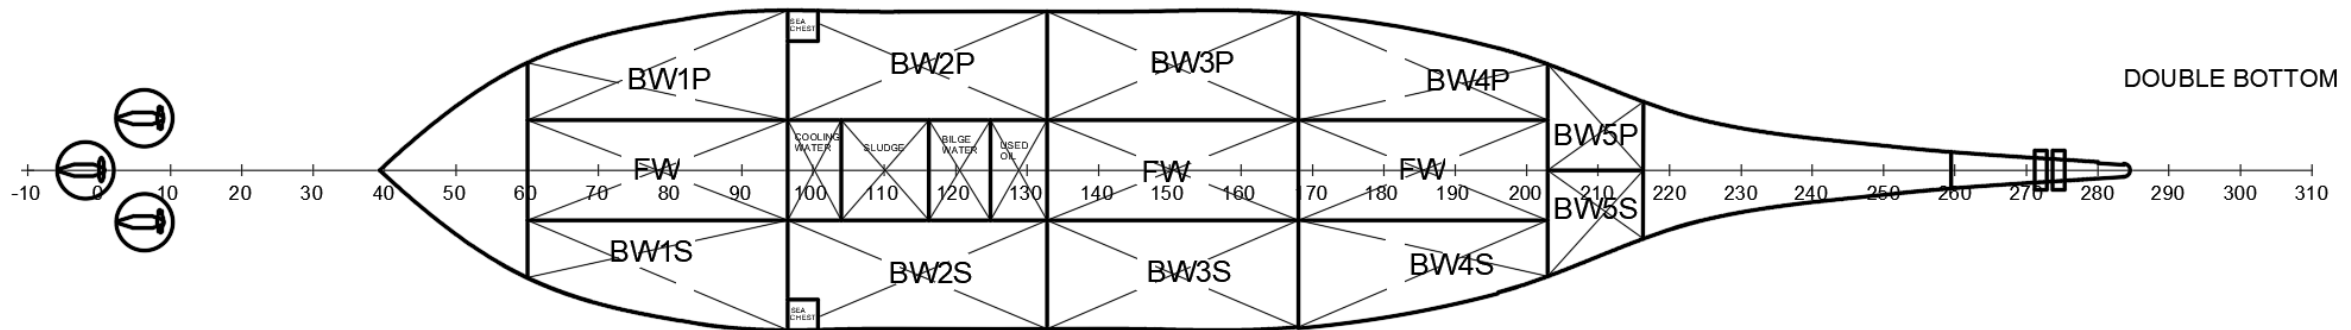 SEA
CHEST
BW1P
BW2P
BW3P
BW4P
DOUBLE BOTTOM
COOLING
WATER
SLUDGE
BILGE
WATER
USED
OIL
BW5P
FW
FW
FW
-10 0 10 20 30 40 50 60 70 80 90 100 110 120 130 140 150 160 170 180 190 200 210 220 230 240 250 260 270 280 290 300 310
BW5S
BW1S
BW2S
BW3S
BW4S
SEA
CHEST